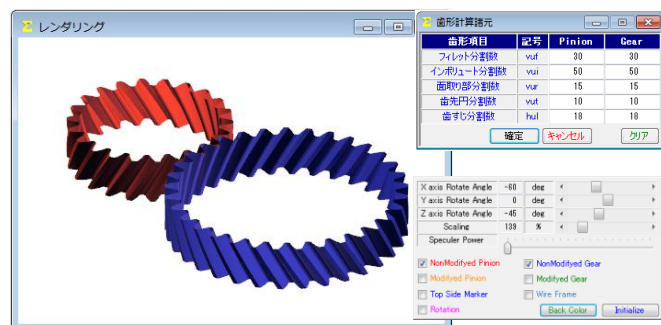 Σ レンダリング
Σ 歯形計算諸元
歯形項目 記号 Pinion Gear
フィレット分割数 vuf 30 30
インボリュート分割数 vui 50 50
面取り部分割数 vur 15 15
歯先円分割数 vut 10 10
歯すじ分割数 hul 18 18
確定 キャンセル クリア
X axis Rotate Angle -60 deg
Y axis Rotate Angle 0 deg
Z axis Rotate Angle -45 deg
Scaling 139 %
Speculer Power
NonModifyed Pinion NonModifyed Gear
Modifyed Pinion Modifyed Gear
Top Side Marker Wire Frame
Rotation Back Color Initialize